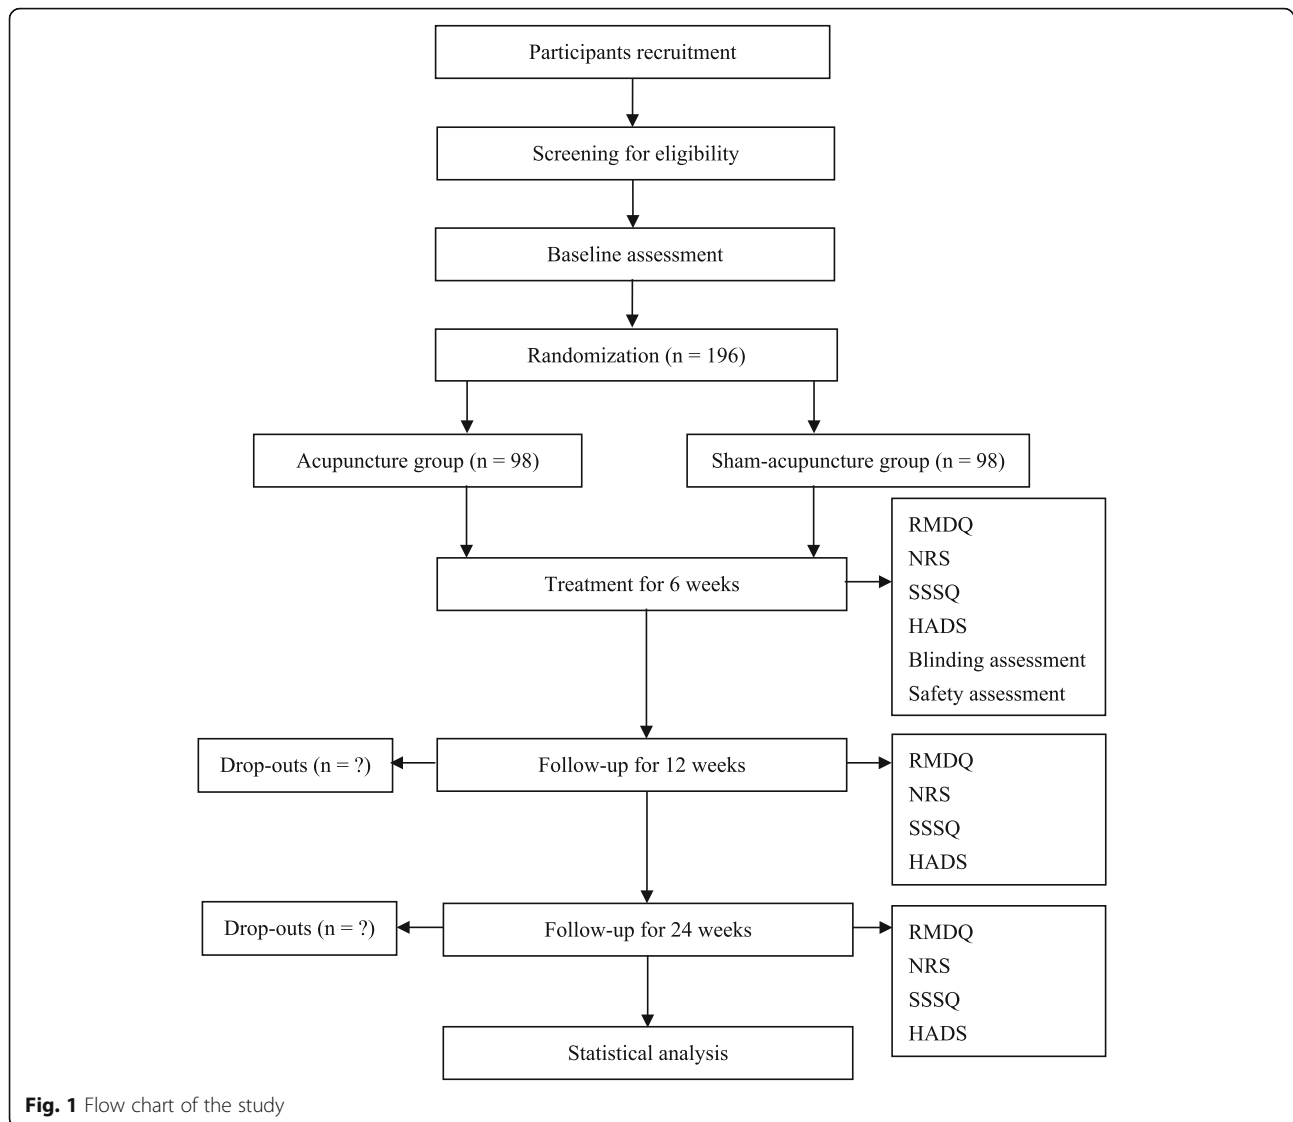 Participants recruitment
Screening for eligibility
Baseline assessment
Randomization (n = 196)
Acupuncture group (n = 98)
Sham-acupuncture group (n = 98)
Treatment for 6 weeks
RMDQ
NRS
SSSQ
HADS
Blinding assessment
Safety assessment
Drop-outs (n = ?)
Follow-up for 12 weeks
RMDQ
NRS
SSSQ
HADS
Drop-outs (n = ?)
Follow-up for 24 weeks
RMDQ
NRS
SSSQ
HADS
Statistical analysis
Fig. 1 Flow chart of the study